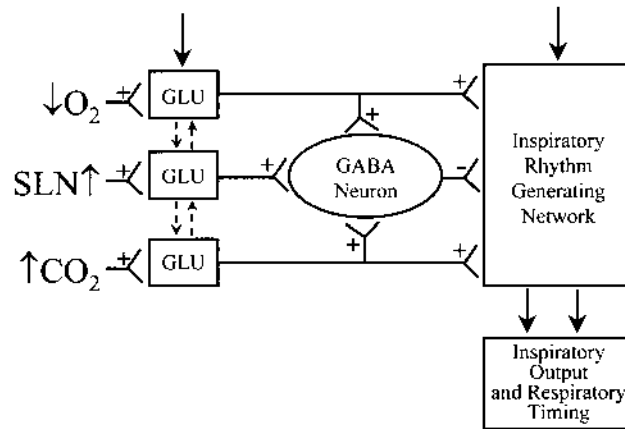 ↓O₂ + GLU + +
+
SLN↑ + GLU + GABA Neuron -
Inspiratory
Rhythm
Generating
Network
+
↑CO₂ + GLU +
Inspiratory
Output
and Respiratory
Timing